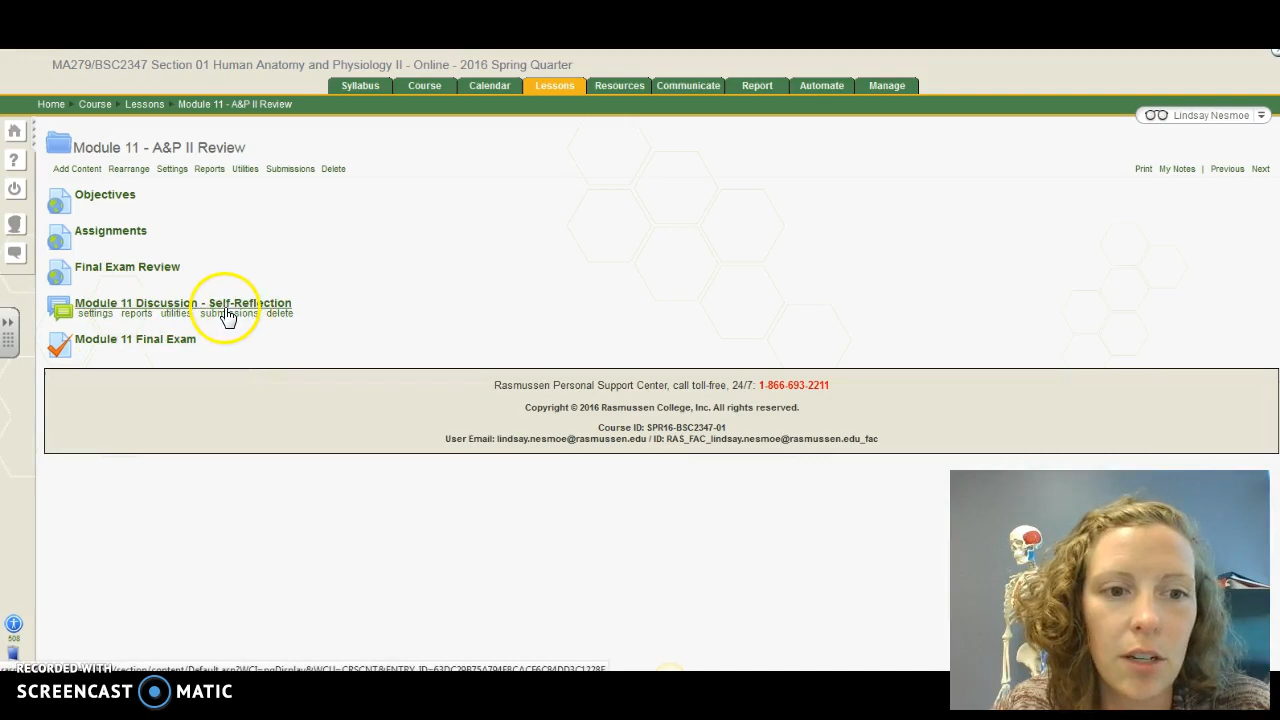 MA279/BSC2347 Section 01 Human Anatomy and Physiology II - Online - 2016 Spring Quarter
Syllabus Course Calendar Lessons Resources Communicate Report Automate Manage
Home Course Lessons Module 11 - A&P II Review
Lindsay Nesmoe
Module 11 - A&P II Review
Add Content Rearrange Settings Reports Utilities Submissions Delete
Print My Notes | Previous Next
Objectives
Assignments
Final Exam Review
Module 11 Discussion - Self-Reflection
settings reports utilities submissions delete
Module 11 Final Exam
Rasmussen Personal Support Center, call toll-free, 24/7: 1-866-693-2211
Copyright © 2016 Rasmussen College, Inc. All rights reserved.
Course ID: SPR16-BSC2347-01
User Email: lindsay.nesmoe@rasmussen.edu / ID: RAS_FAC_lindsay.nesmoe@rasmussen.edu_fac
508
RECORDED WITH
SCREENCAST MATIC